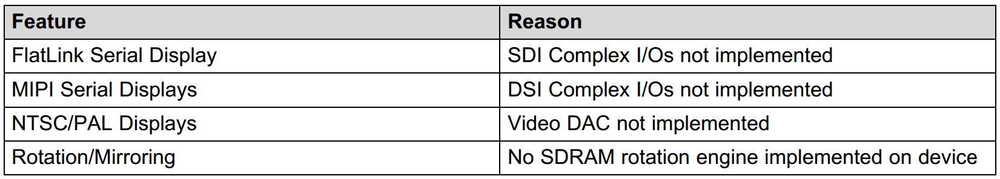 Feature Reason
FlatLink Serial Display SDI Complex I/Os not implemented
MIPI Serial Displays DSI Complex I/Os not implemented
NTSC/PAL Displays Video DAC not implemented
Rotation/Mirroring No SDRAM rotation engine implemented on device